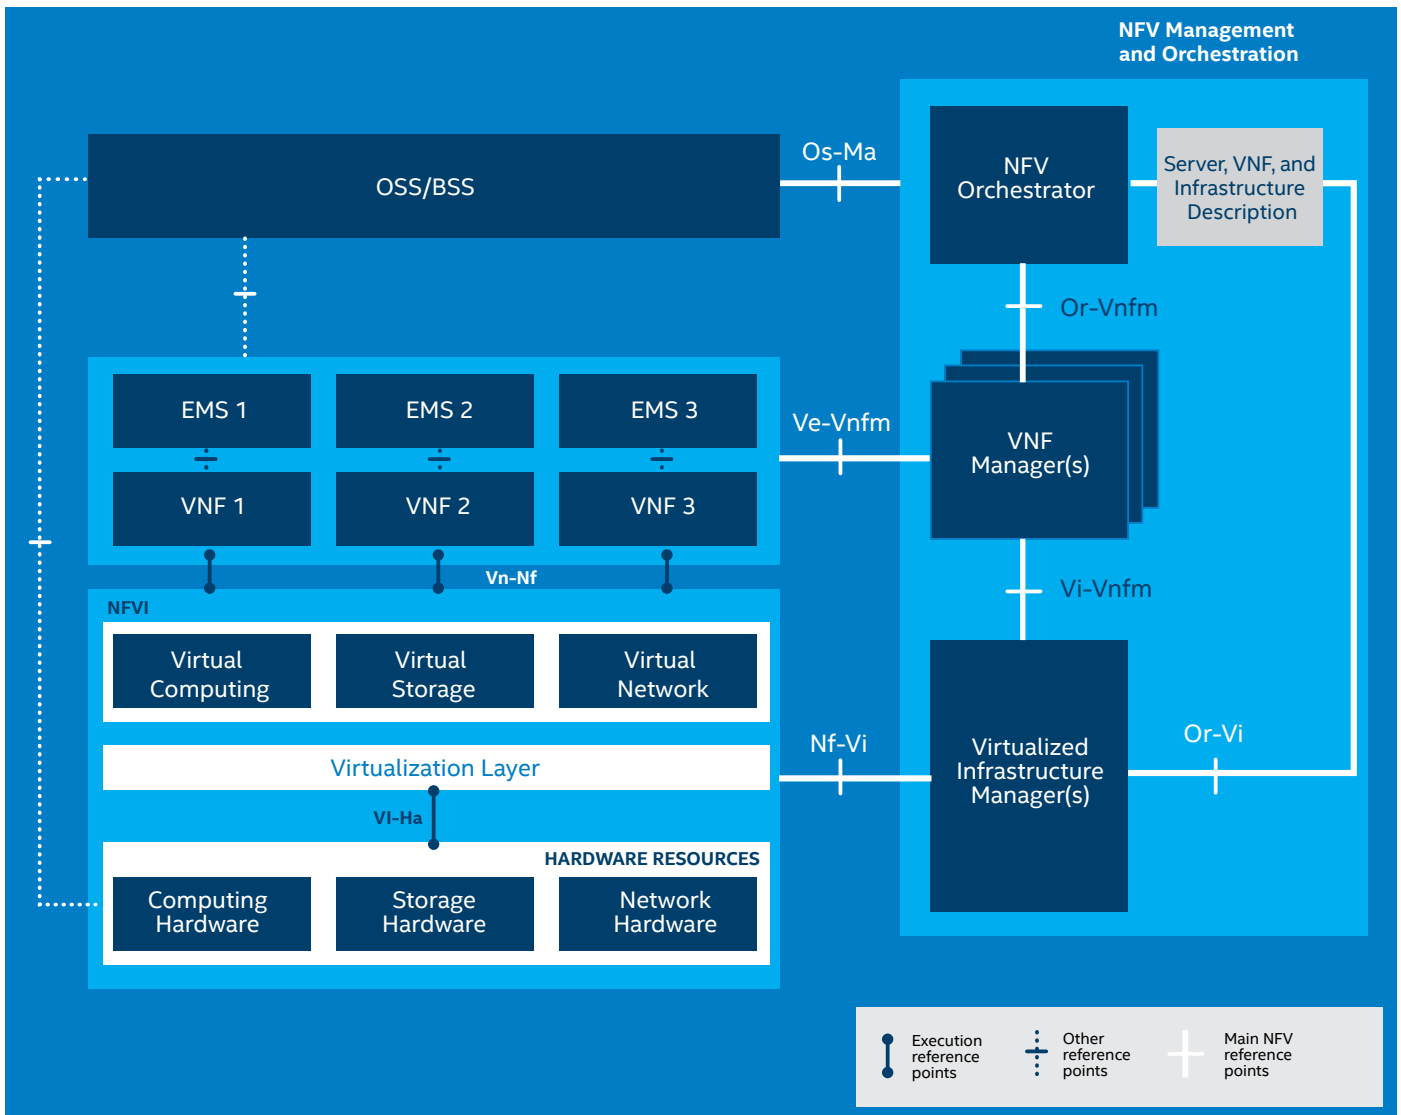 NFV Management
and Orchestration
OSS/BSS
Os-Ma
NFV
Orchestrator
Server, VNF, and
Infrastructure
Description
Or-Vnfm
EMS 1
EMS 2
EMS 3
Ve-Vnfm
VNF
Manager(s)
VNF 1
VNF 2
VNF 3
Vn-Nf
Vi-Vnfm
NFVI
Virtual
Computing
Virtual
Storage
Virtual
Network
Virtualization Layer
Nf-Vi
Virtualized
Infrastructure
Manager(s)
Or-Vi
VI-Ha
HARDWARE RESOURCES
Computing
Hardware
Storage
Hardware
Network
Hardware
Execution
reference
points
Other
reference
points
Main NFV
reference
points